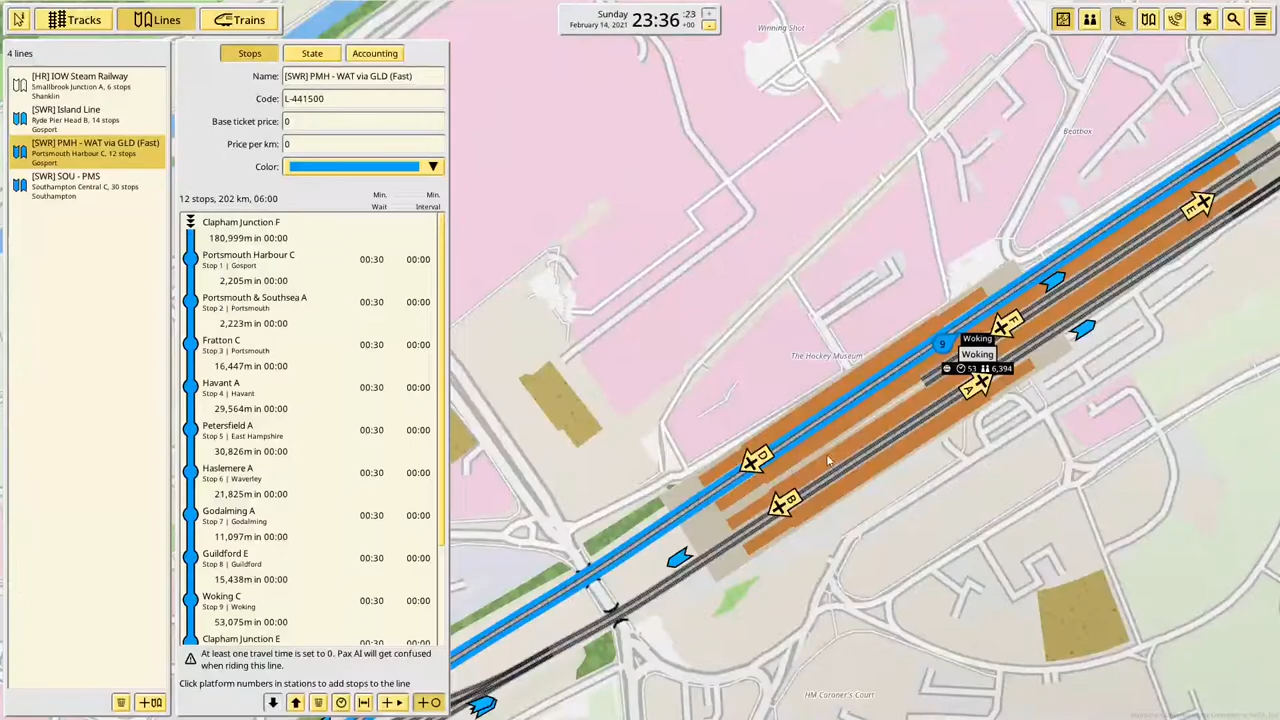 Tracks
Lines
Trains
Sunday
February 14, 2021
23:36 :23
+00
+
-
$
4 lines
[HR] IOW Steam Railway
Smallbrook Junction A, 6 stops
Shanklin
[SWR] Island Line
Ryde Pier Head B, 14 stops
Gosport
[SWR] PMH - WAT via GLD (Fast)
Portsmouth Harbour C, 12 stops
Gosport
[SWR] SOU - PMS
Southampton Central C, 30 stops
Southampton
Stops
State
Accounting
Name: [SWR] PMH - WAT via GLD (Fast)
Code: L-441500
Base ticket price: 0
Price per km: 0
Color:
12 stops, 202 km, 06:00
Min. Wait
Min. Interval
Clapham Junction F
180,999m in 00:00
Portsmouth Harbour C 00:30 00:00
Stop 1 | Gosport
2,205m in 00:00
Portsmouth & Southsea A 00:30 00:00
Stop 2 | Portsmouth
2,223m in 00:00
Fratton C 00:30 00:00
Stop 3 | Portsmouth
16,447m in 00:00
Havant A 00:30 00:00
Stop 4 | Havant
29,564m in 00:00
Petersfield A 00:30 00:00
Stop 5 | East Hampshire
30,826m in 00:00
Haslemere A 00:30 00:00
Stop 6 | Waverley
21,825m in 00:00
Godalming A 00:30 00:00
Stop 7 | Godalming
11,097m in 00:00
Guildford E 00:30 00:00
Stop 8 | Guildford
15,438m in 00:00
Woking C 00:30 00:00
Stop 9 | Woking
53,075m in 00:00
Clapham Junction E 00:30 00:00
At least one travel time is set to 0. Pax AI will get confused
when riding this line.
Click platform numbers in stations to add stops to the line
Winning Shot
Beatbox
The Hockey Museum
HM Coroner's Court
E
F
9
Woking
Woking
53 6,394
A
D
B